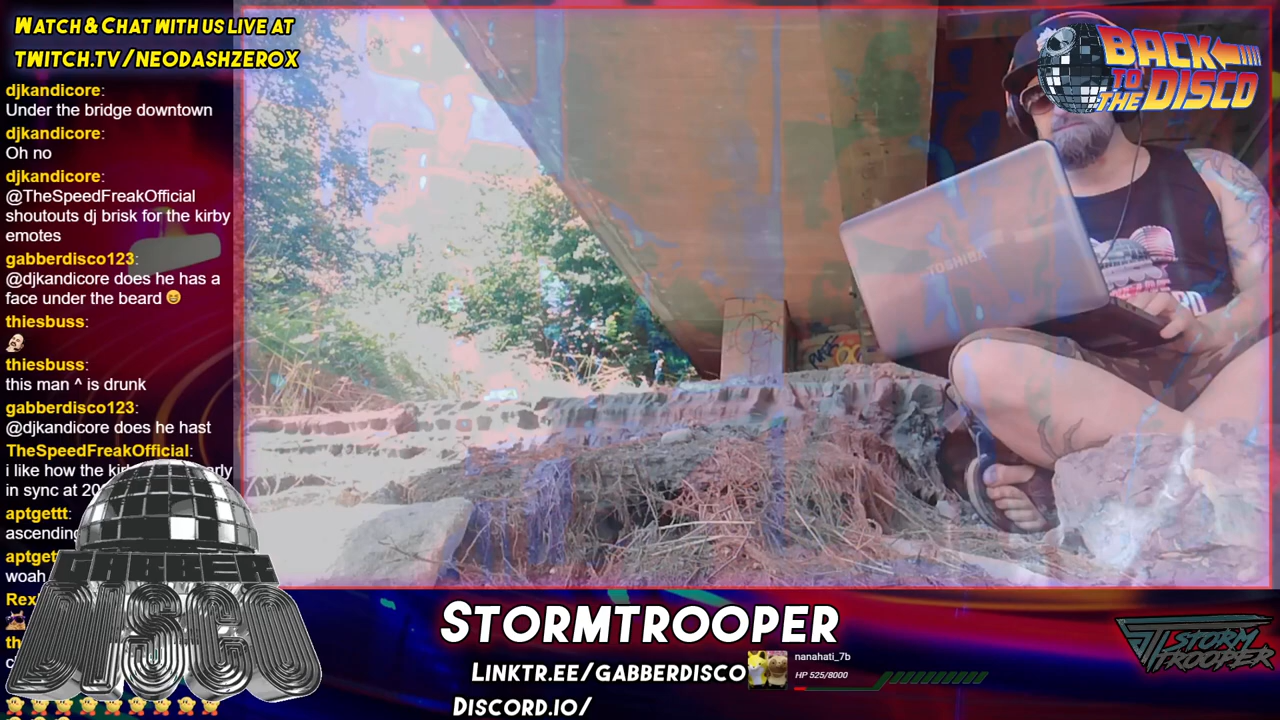 WATCH & CHAT WITH US LIVE AT
TWITCH.TV/NEODASHZEROX
djkandicore:
Under the bridge downtown
djkandicore:
Oh no
djkandicore:
@TheSpeedFreakOfficial
shoutouts dj brisk for the kirby
emotes
gabberdisco123:
@djkandicore does he has a
face under the beard
thiesbuss:
thiesbuss:
this man ^ is drunk
gabberdisco123:
@djkandicore does he hast
TheSpeedFreakOfficial:
i like how the
in sync at
aptgettt:
ascending
woah
GABBER
DISCO
BACK
TO
THE DISCO
TOSHIBA
STORMTROOPER
LINKTR.EE/GABBERDISCO
DISCORD.IO/
nanahati_7b
HP 525/8000
STORM
TROOPER